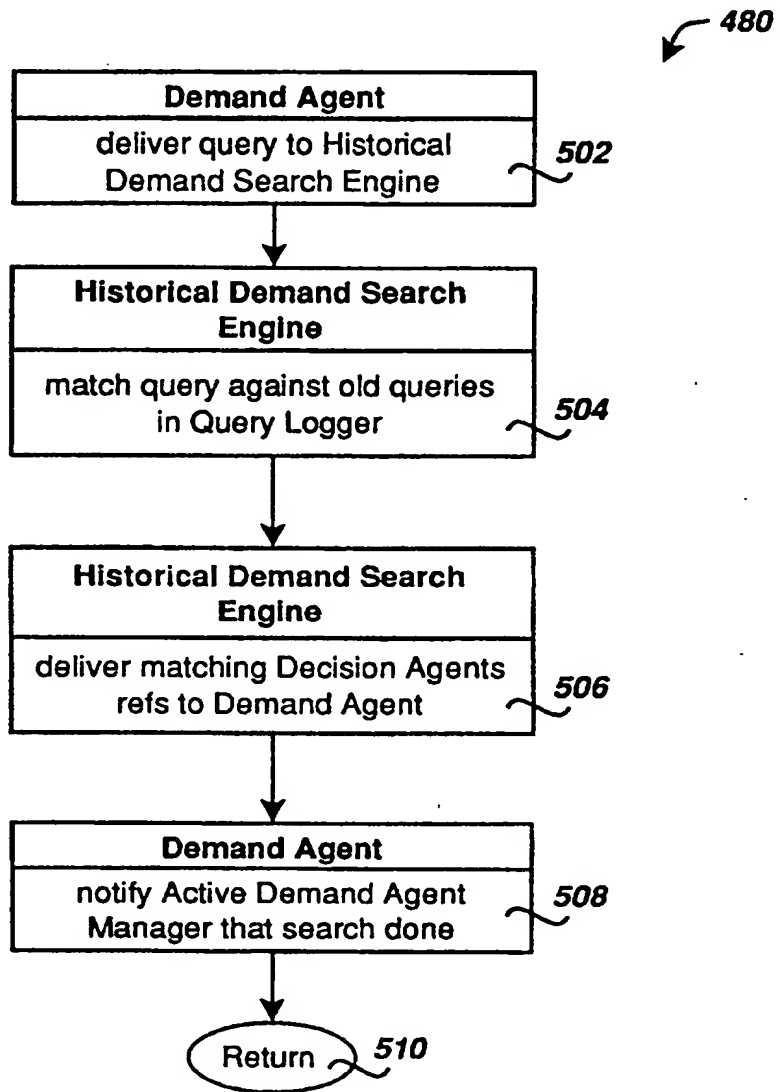 480
Demand Agent
deliver query to Historical
Demand Search Engine
502
Historical Demand Search
Engine
match query against old queries
in Query Logger
504
Historical Demand Search
Engine
deliver matching Decision Agents
refs to Demand Agent
506
Demand Agent
notify Active Demand Agent
Manager that search done
508
Return
510